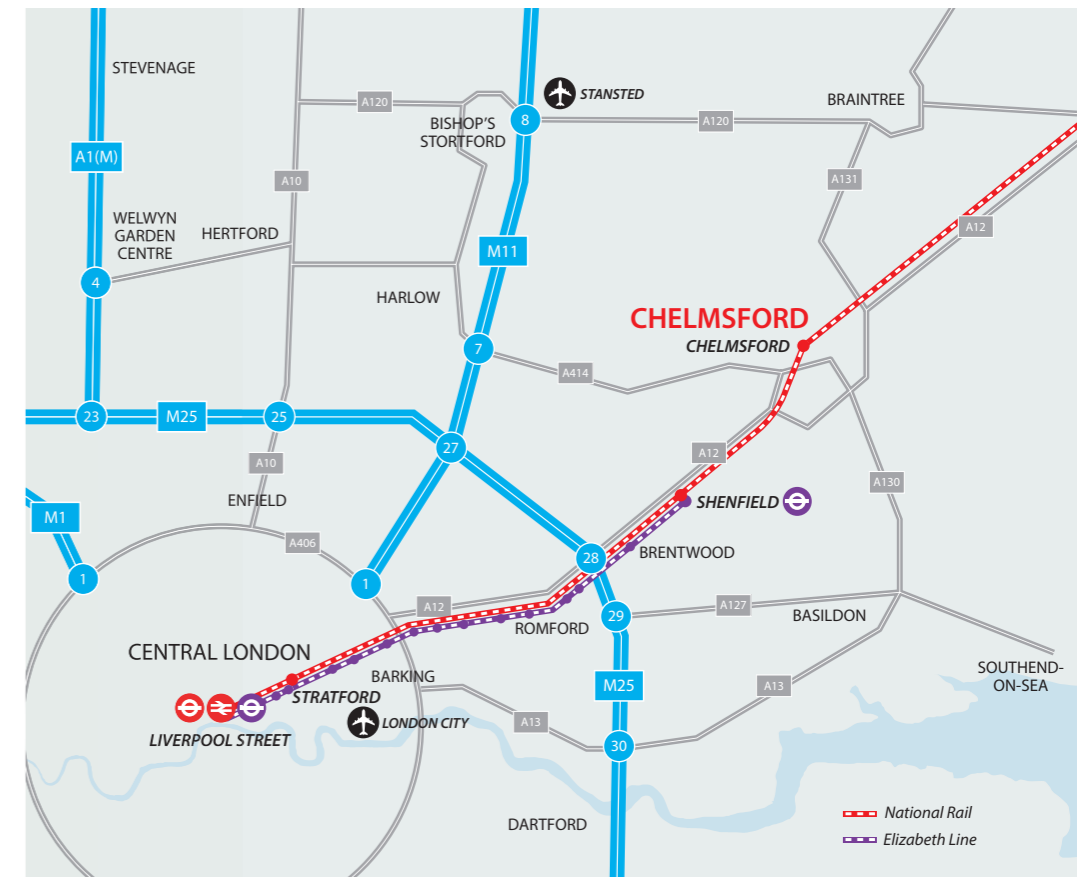 STEVENAGE
STANSTED
BRAINTREE
A120
8
A120
BISHOP'S
STORTFORD
A1(M)
A10
A131
WELWYN
GARDEN
CENTRE
HERTFORD
A12
M11
4
HARLOW
CHELMSFORD
CHELMSFORD
7
A414
23
M25
25
27
A12
A10
A130
ENFIELD
SHENFIELD
M1
A406
BRENTWOOD
28
1
1
A12
A127
29
BASILDON
ROMFORD
CENTRAL LONDON
BARKING
SOUTHEND-
ON-SEA
M25
A13
STRATFORD
LONDON CITY
A13
LIVERPOOL STREET
30
DARTFORD
National Rail
Elizabeth Line